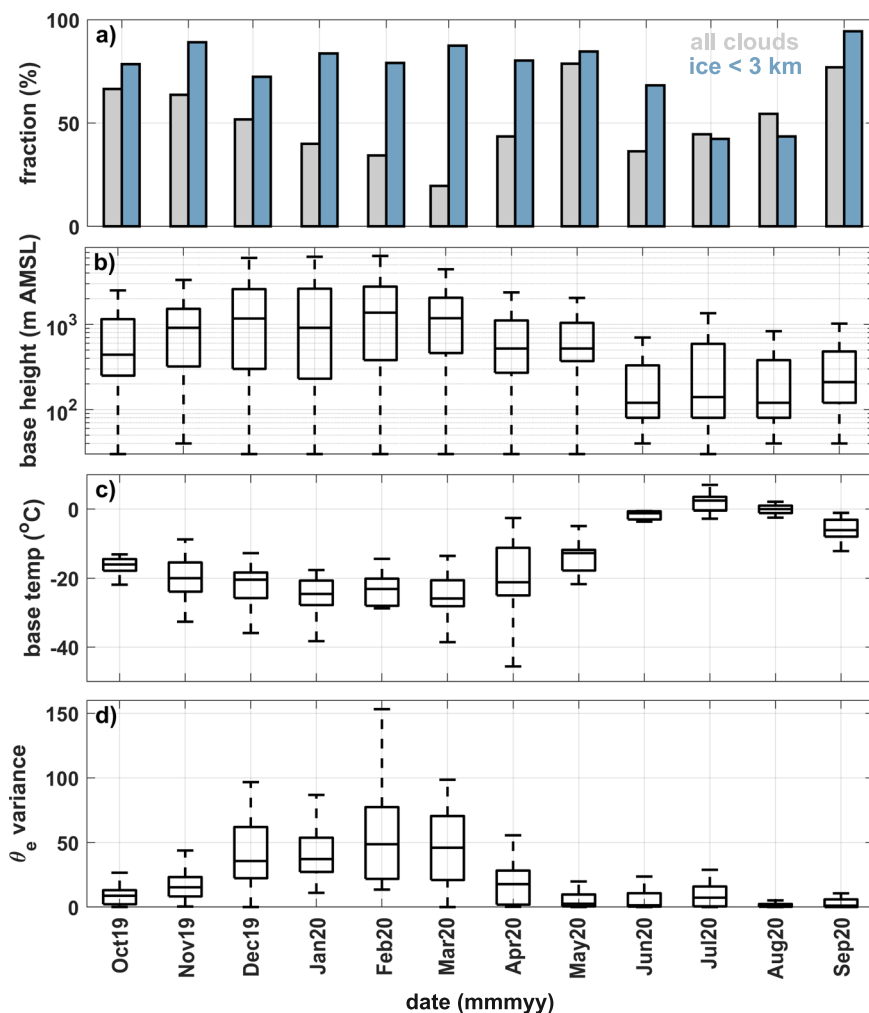 a)
all clouds
ice < 3 km
fraction (%)
100
50
0
b)
base height (m AMSL)
10³
10²
c)
base temp (°C)
0
-20
-40
d)
θe variance
150
100
50
0
Oct19
Nov19
Dec19
Jan20
Feb20
Mar20
Apr20
May20
Jun20
Jul20
Aug20
Sep20
date (mmmyy)